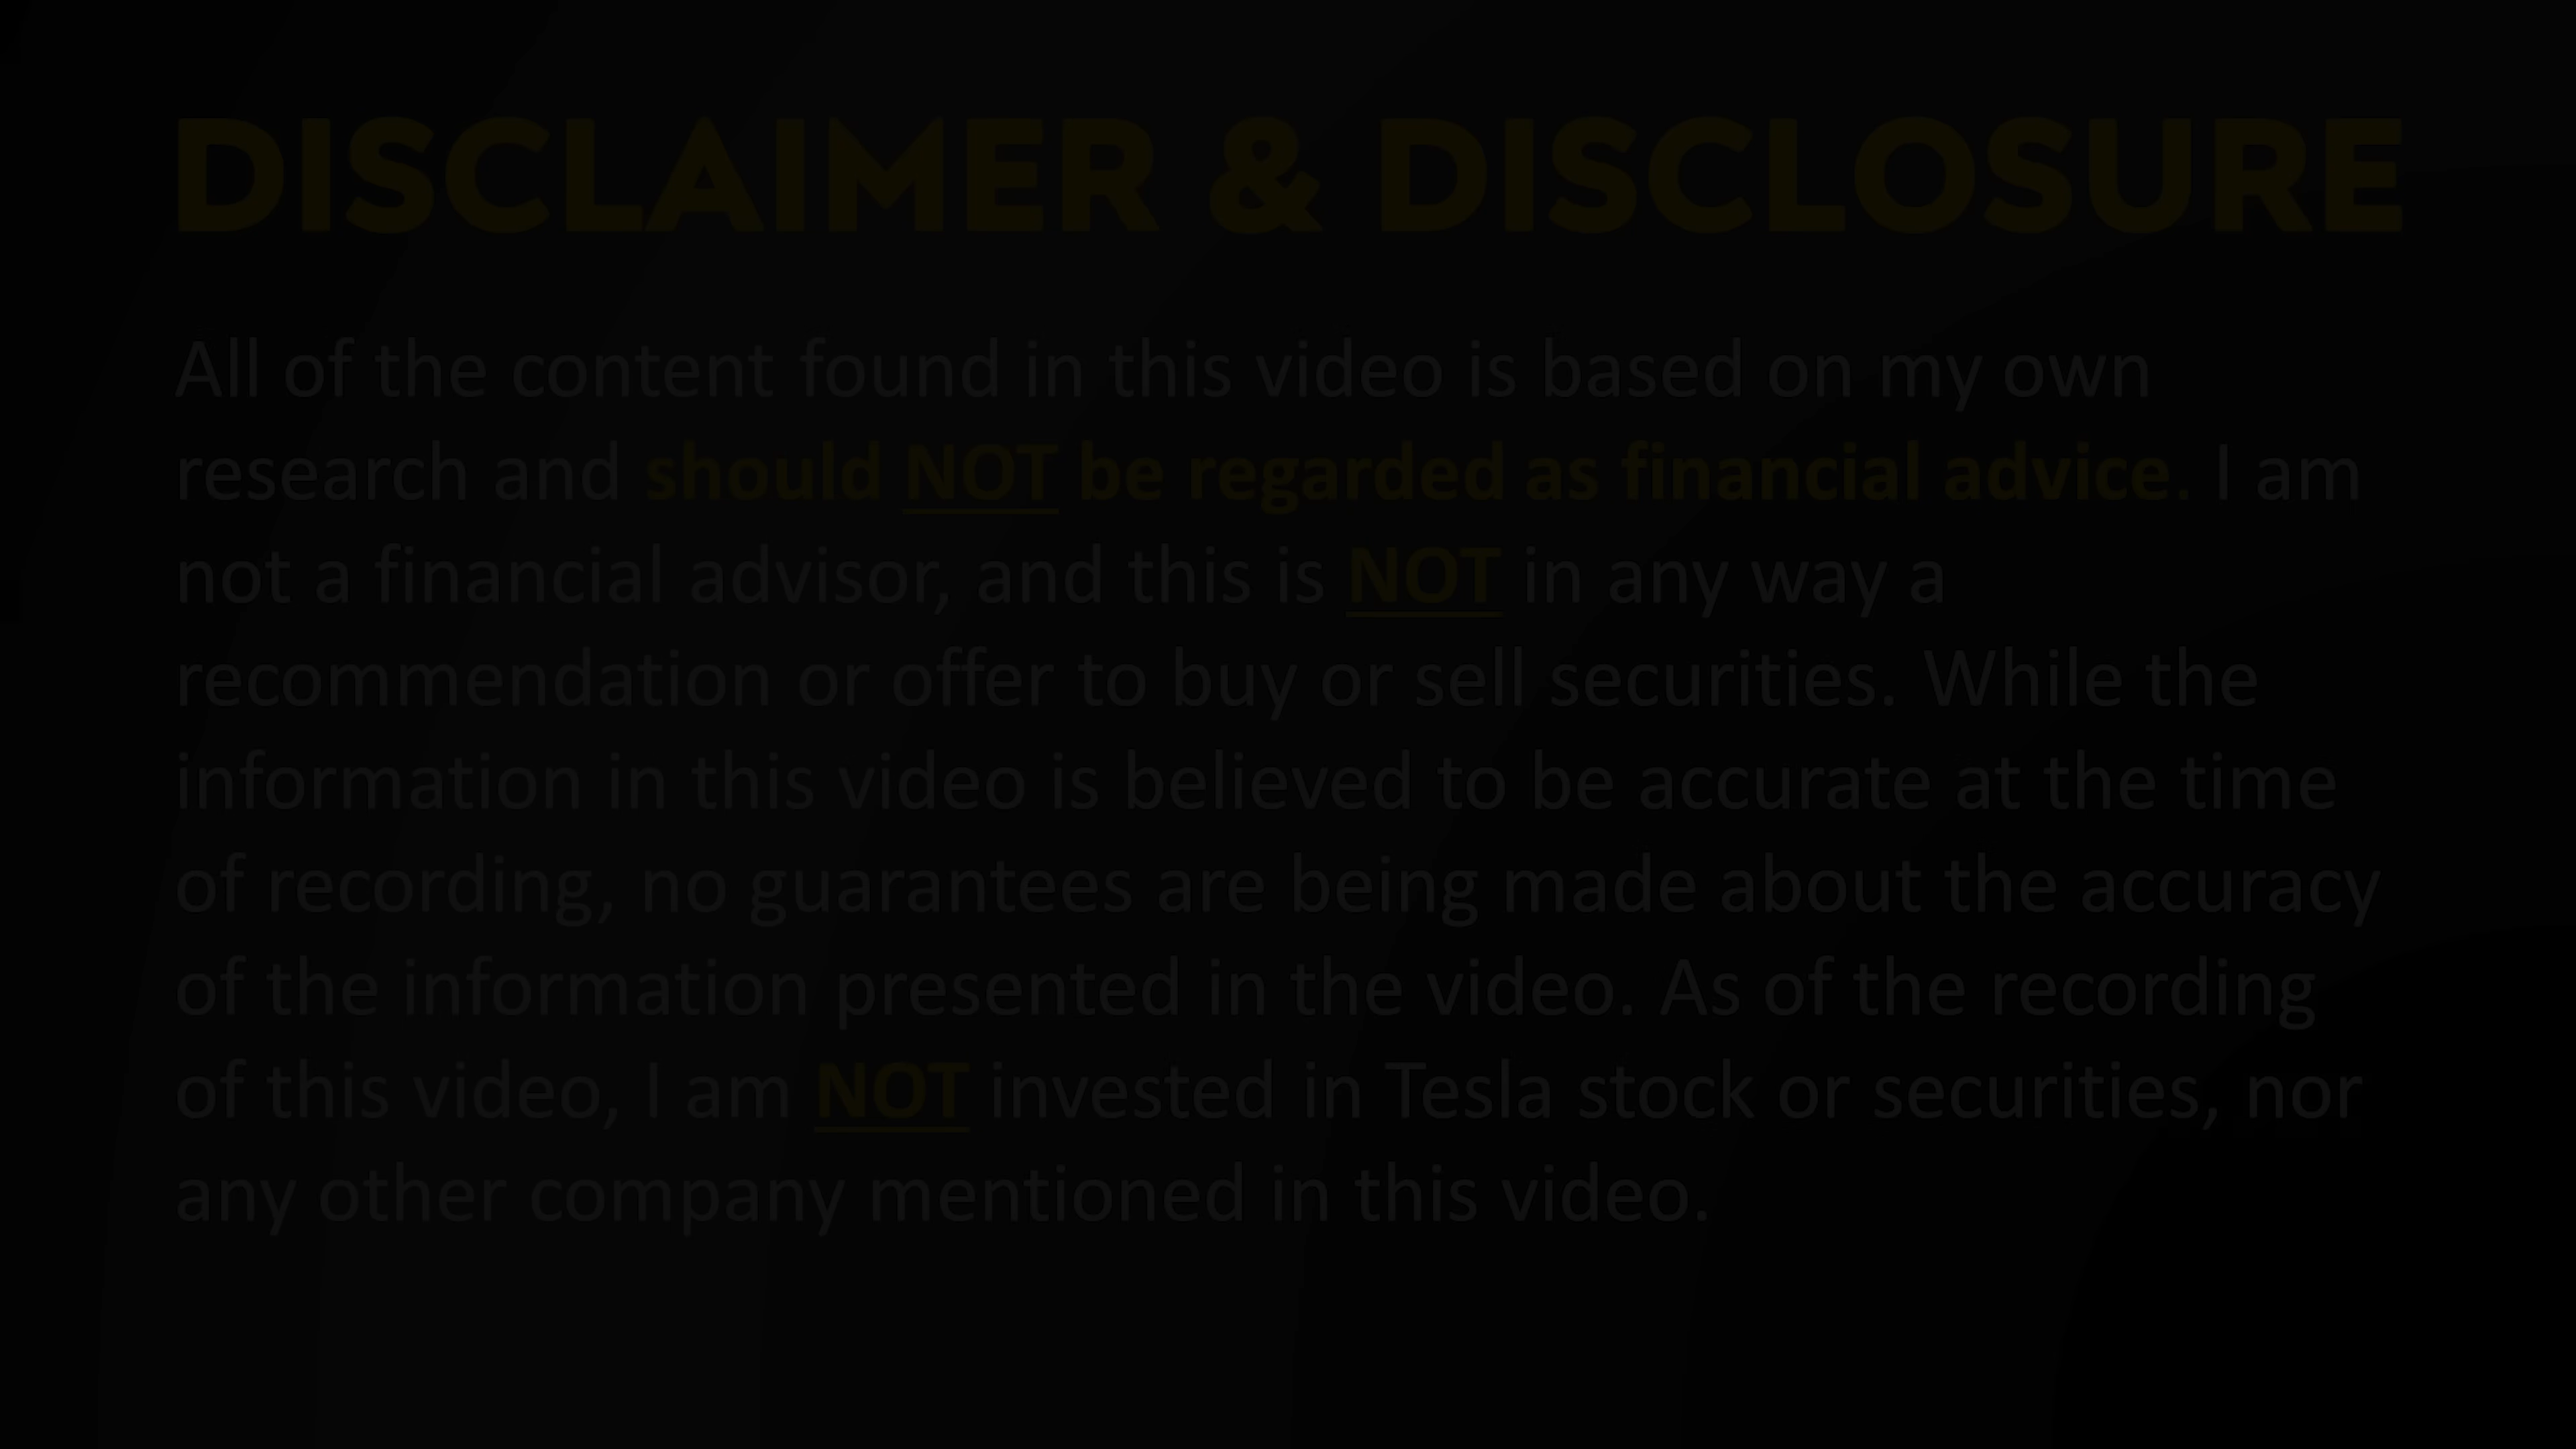 DISCLAIMER & DISCLOSURE
All of the content found in this video is based on my own
research and should NOT be regarded as financial advice. I am
not a financial advisor, and this is NOT in any way a
recommendation or offer to buy or sell securities. While the
information in this video is believed to be accurate at the time
of recording, no guarantees are being made about the accuracy
of the information presented in the video. As of the recording
of this video, I am NOT invested in Tesla stock or securities, nor
any other company mentioned in this video.